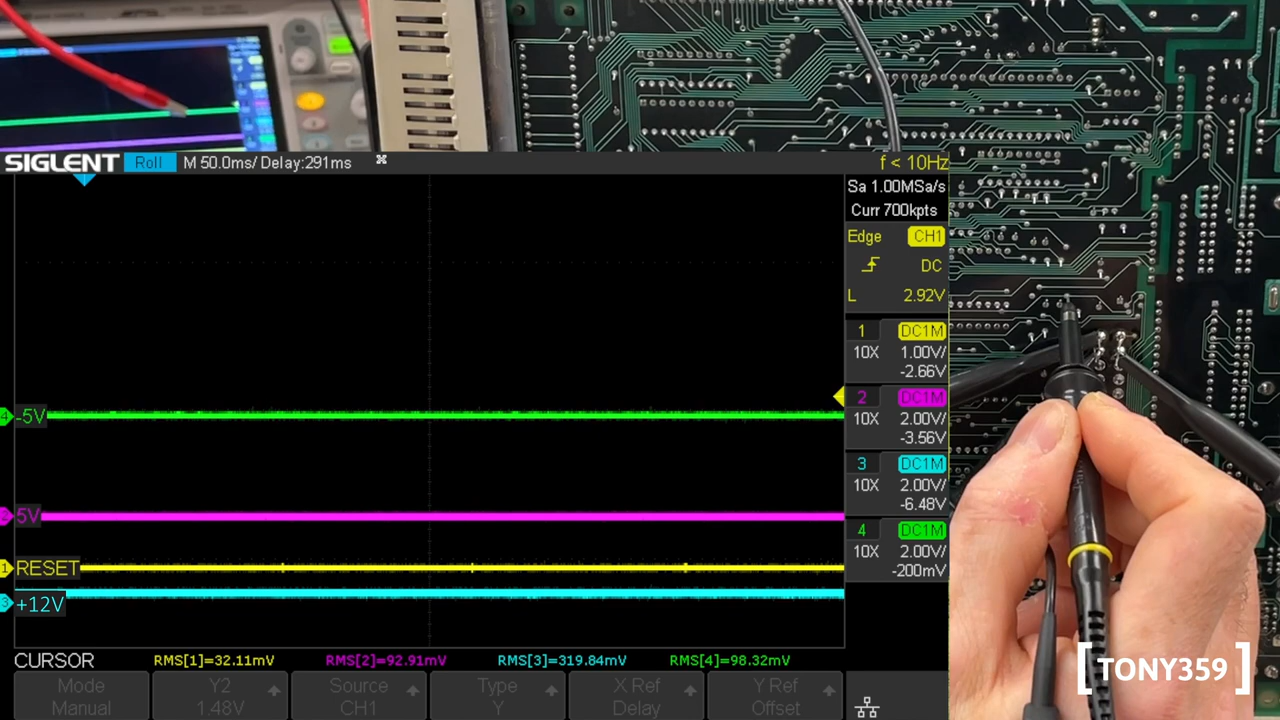 SIGLENT Roll M 50.0ms/ Delay:291ms f < 10Hz
Sa 1.00MSa/s
Curr 700kpts
Edge CH1
DC
L 2.92V
1 DC1M
10X 1.00V/
-2.66V
2 DC1M
10X 2.00V/
-3.56V
3 DC1M
10X 2.00V/
-6.48V
4 DC1M
10X 2.00V/
-200mV
4 -5V
2 5V
1 RESET
3 +12V
CURSOR RMS[1]=32.11mV RMS[2]=92.91mV RMS[3]=319.84mV RMS[4]=98.32mV
Mode Y2 Source Type X Ref Y Ref
Manual 1.48V CH1 Y Delay Offset
[TONY359]